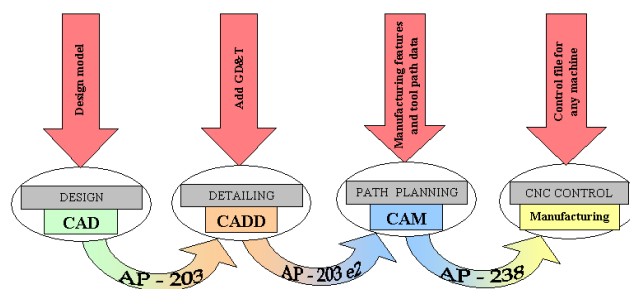 Design model
Add GD&T
Manufacturing features
and tool path data
Control file for
any machine
DESIGN
CAD
DETAILING
CADD
PATH PLANNING
CAM
CNC CONTROL
Manufacturing
AP - 203
AP - 203 e2
AP - 238